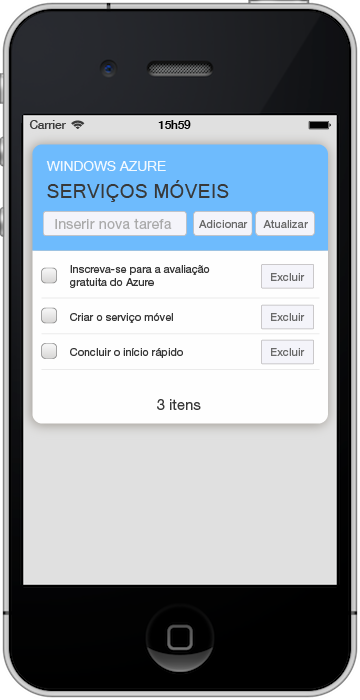 Carrier 15h59
WINDOWS AZURE
SERVIÇOS MÓVEIS
Inserir nova tarefa Adicionar Atualizar
Inscreva-se para a avaliação
gratuita do Azure
Excluir
Criar o serviço móvel Excluir
Concluir o início rápido Excluir
3 itens